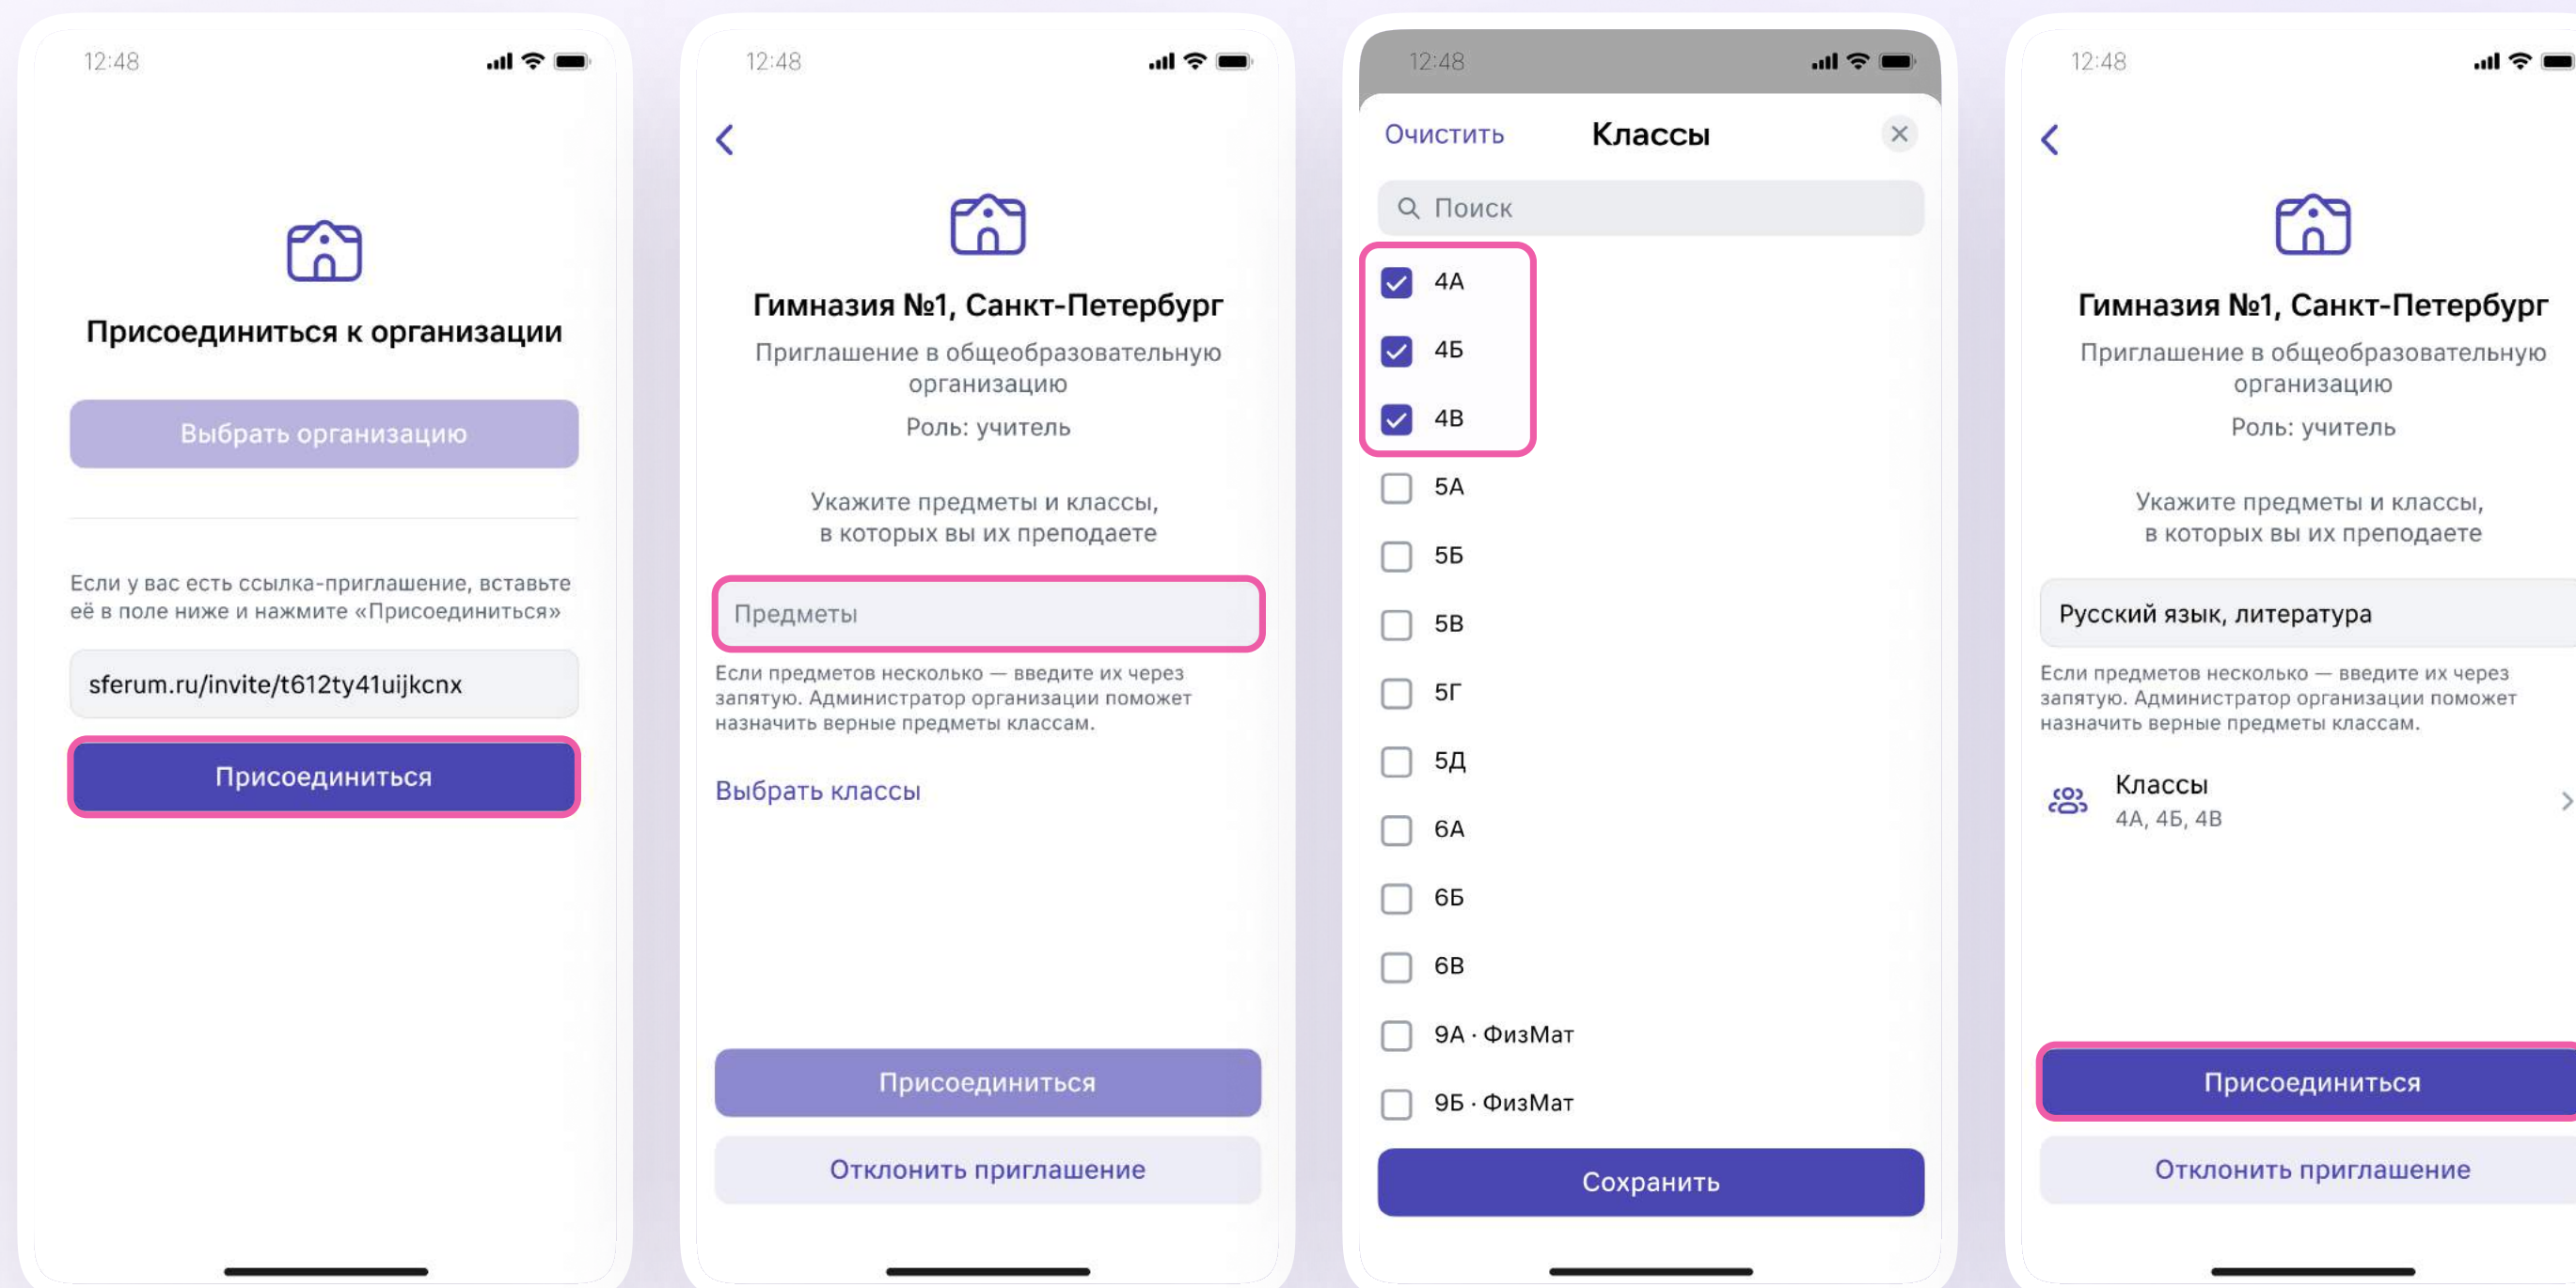 12:48
Присоединиться к организации
Выбрать организацию
Если у вас есть ссылка-приглашение, вставьте
её в поле ниже и нажмите «Присоединиться»
sferum.ru/invite/t612ty41uijkcnx
Присоединиться
12:48
Гимназия №1, Санкт-Петербург
Приглашение в общеобразовательную
организацию
Роль: учитель
Укажите предметы и классы,
в которых вы их преподаете
Предметы
Если предметов несколько — введите их через
запятую. Администратор организации поможет
назначить верные предметы классам.
Выбрать классы
Присоединиться
Отклонить приглашение
12:48
Очистить Классы
Поиск
4А
4Б
4В
5А
5Б
5В
5Г
5Д
6А
6Б
6В
9А · ФизМат
9Б · ФизМат
Сохранить
12:48
Гимназия №1, Санкт-Петербург
Приглашение в общеобразовательную
организацию
Роль: учитель
Укажите предметы и классы,
в которых вы их преподаете
Русский язык, литература
Если предметов несколько — введите их через
запятую. Администратор организации поможет
назначить верные предметы классам.
Классы
4А, 4Б, 4В
Присоединиться
Отклонить приглашение